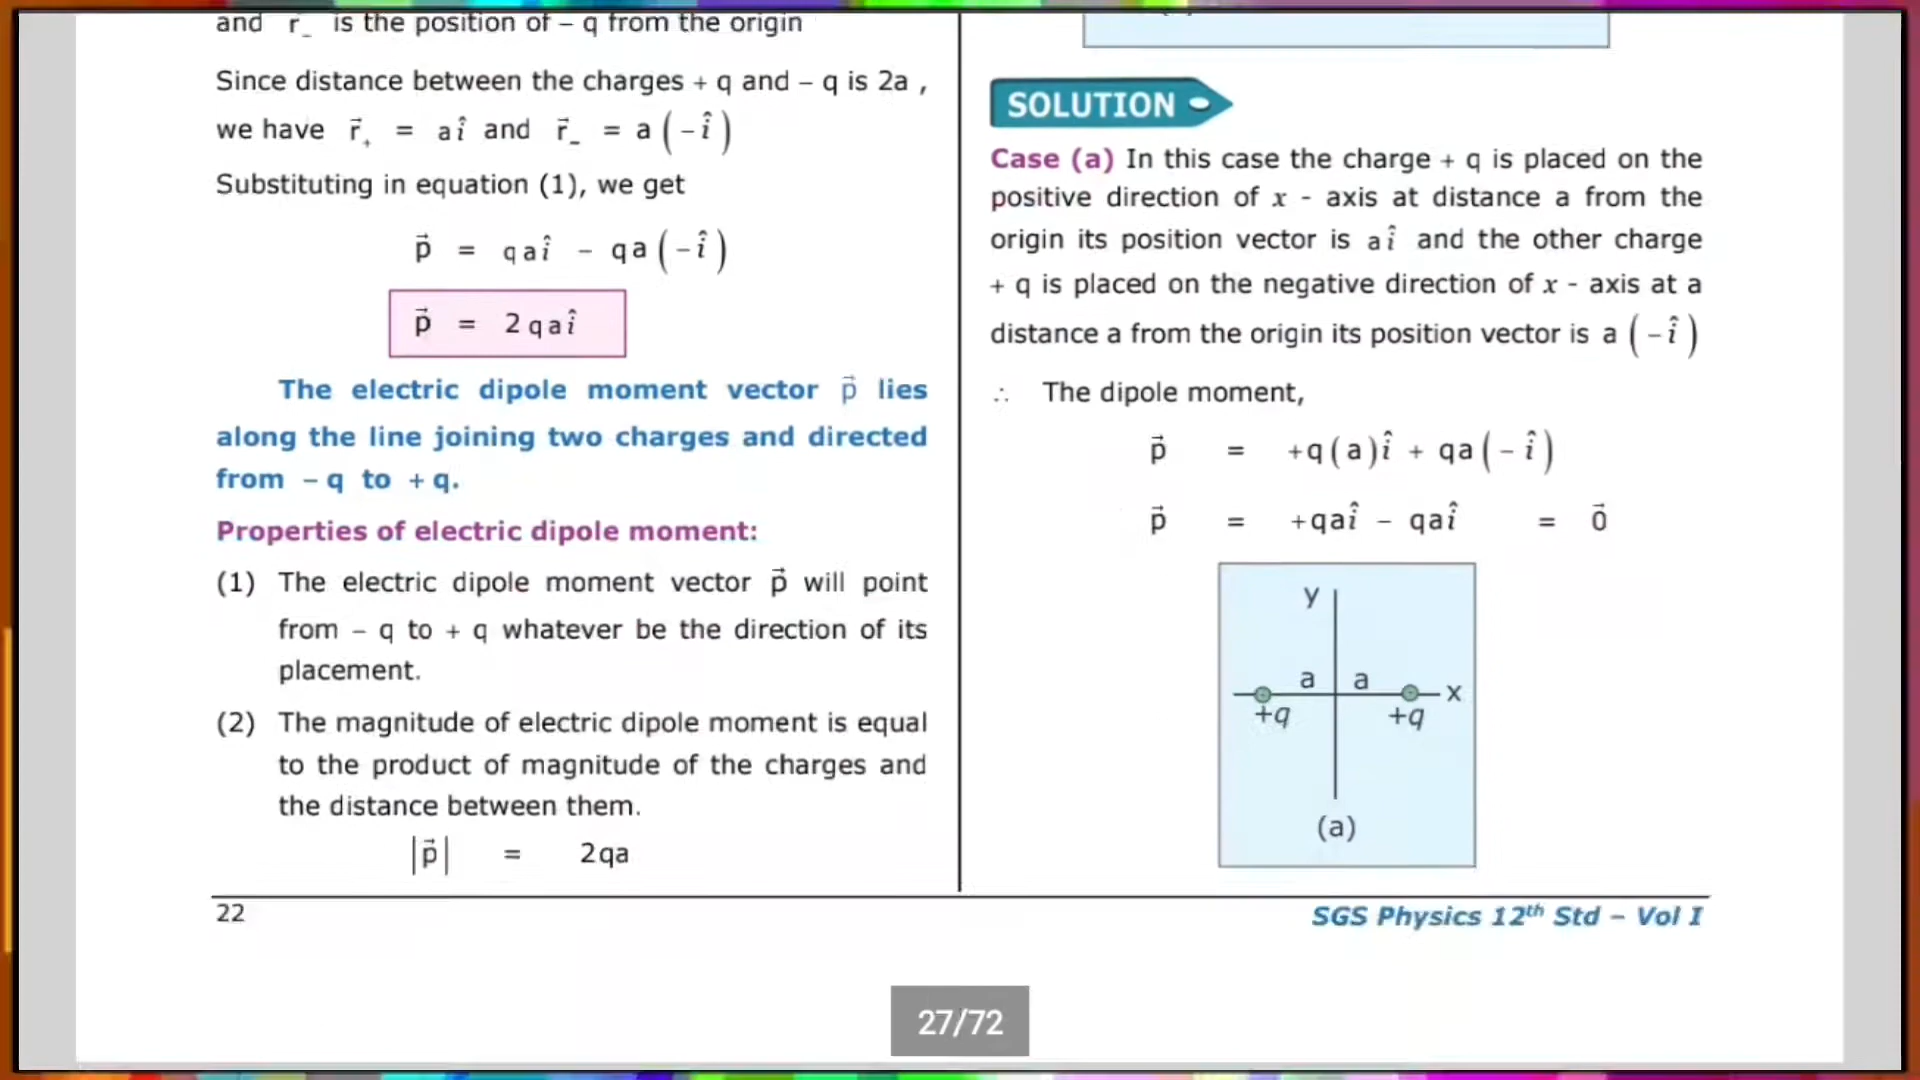 and r⃗₋ is the position of – q from the origin
Since distance between the charges + q and – q is 2a ,
we have r⃗₊ = a î and r⃗₋ = a ( – î )
Substituting in equation (1), we get
p⃗ = q a î – q a ( – î )
p⃗ = 2 q a î
The electric dipole moment vector p⃗ lies
along the line joining two charges and directed
from – q to + q.
Properties of electric dipole moment:
(1) The electric dipole moment vector p⃗ will point
from – q to + q whatever be the direction of its
placement.
(2) The magnitude of electric dipole moment is equal
to the product of magnitude of the charges and
the distance between them.
|p⃗| = 2qa
SOLUTION
Case (a) In this case the charge + q is placed on the
positive direction of x - axis at distance a from the
origin its position vector is a î and the other charge
+ q is placed on the negative direction of x - axis at a
distance a from the origin its position vector is a ( – î )
∴ The dipole moment,
p⃗ = +q ( a ) î + qa ( – î )
p⃗ = +qa î – qa î = 0⃗
y
a a x
+q +q
(a)
22 SGS Physics 12th Std – Vol I
27/72